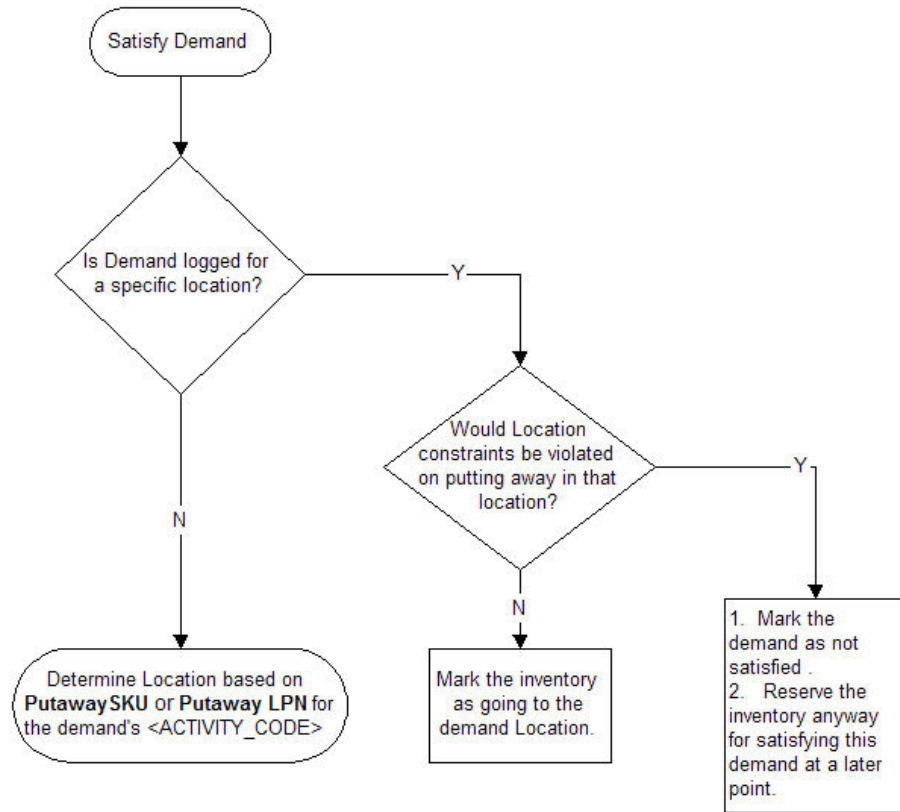 Satisfy Demand
Is Demand logged for
a specific location?
Y
Would Location
constraints be violated
on putting away in that
location?
Y
N
N
Determine Location based on
Putaway SKU or Putaway LPN for
the demand's <ACTIVITY_CODE>
Mark the inventory
as going to the
demand Location.
1. Mark the
demand as not
satisfied .
2. Reserve the
inventory anyway
for satisfying this
demand at a later
point.